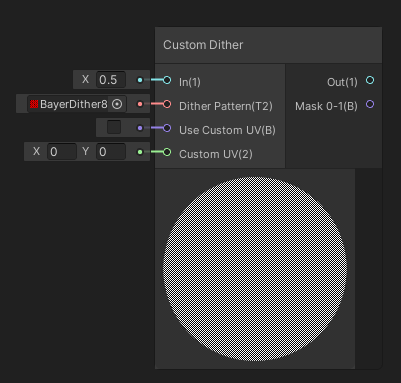 Custom Dither
X 0.5 In(1) Out(1)
BayerDither8 Dither Pattern(T2) Mask 0-1(B)
Use Custom UV(B)
X 0 Y 0 Custom UV(2)